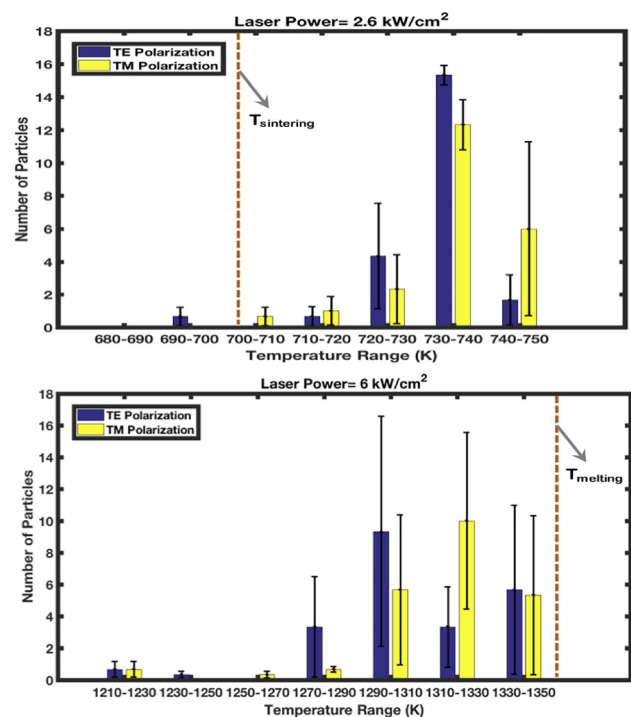 Laser Power= 2.6 kW/cm²
18
16
14
12
10
8
6
4
2
0
Number of Particles
TE Polarization
TM Polarization
Tsintering
680-690 690-700 700-710 710-720 720-730 730-740 740-750
Temperature Range (K)
Laser Power= 6 kW/cm²
18
16
14
12
10
8
6
4
2
0
Number of Particles
TE Polarization
TM Polarization
Tmelting
1210-1230 1230-1250 1250-1270 1270-1290 1290-1310 1310-1330 1330-1350
Temperature Range (K)